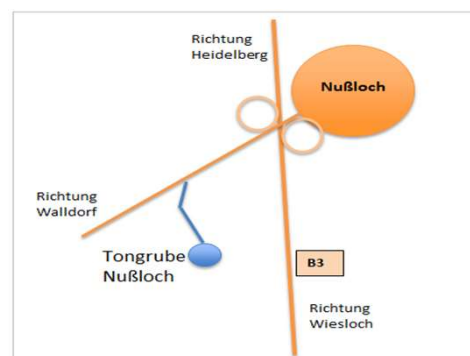 Richtung
Heidelberg
Nußloch
Richtung
Walldorf
Tongrube
Nußloch
B3
Richtung
Wiesloch